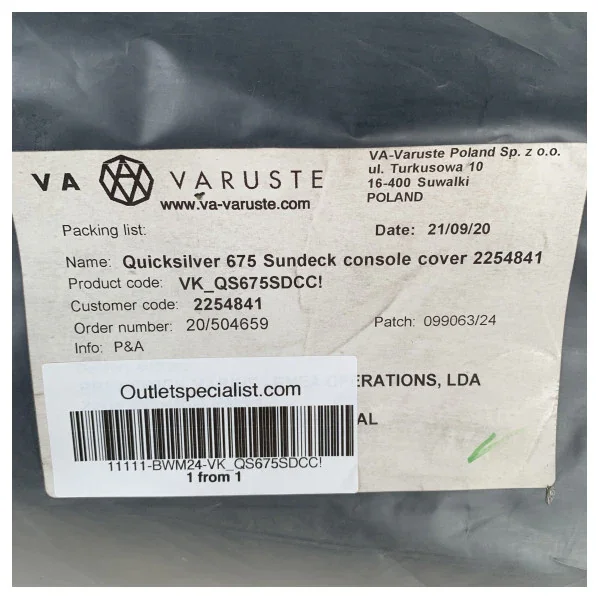 VA VARUSTE
www.va-varuste.com
VA-Varuste Poland Sp. z o.o.
ul. Turkusowa 10
16-400 Suwalki
POLAND
Packing list:
Date: 21/09/20
Name: Quicksilver 675 Sundeck console cover 2254841
Product code: VK_QS675SDCC!
Customer code: 2254841
Order number: 20/504659
Patch: 099063/24
Info: P&A
OPERATIONS, LDA
AL
Outletspecialist.com
11111-BWM24-VK_QS675SDCC!
1 from 1